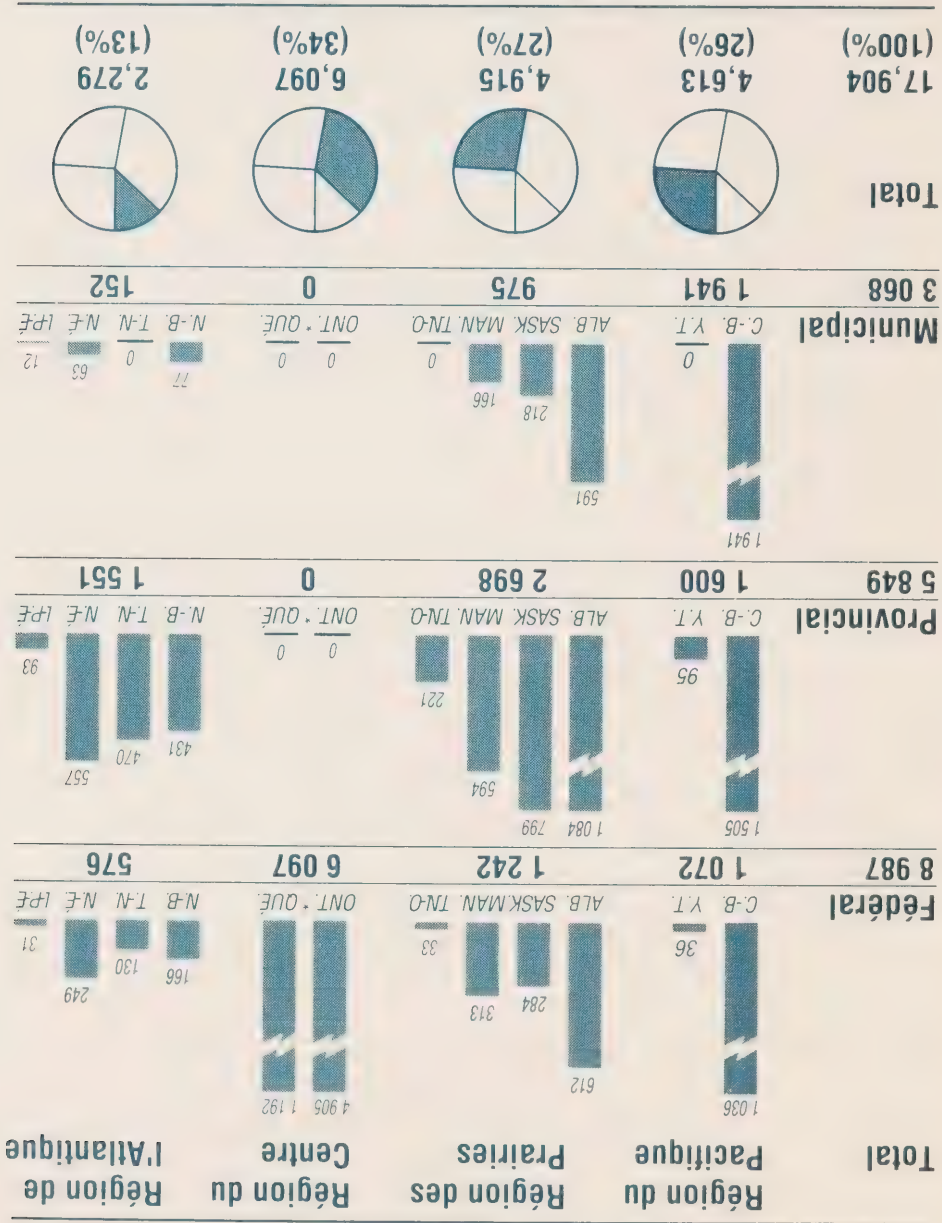 Total
Région du
Pacifique
Région des
Prairies
Région du
Centre
Région de
l'Atlantique
1 036 36 612 284 313 33 4 905 1 192 166 130 249 31
Fédéral C.-B. Y.T. ALB. SASK. MAN. TN-O. ONT. * QUÉ. N.-B. T.-N. N.-É. I-P.-É
8 987 1 072 1 242 6 097 576
1 505 95 1 084 799 594 221 0 0 431 470 557 93
Provincial C.-B. Y.T. ALB. SASK. MAN. TN-O. ONT. * QUÉ. N.-B. T.-N. N.-É. I-P.-É
5 849 1 600 2 698 0 1 551
1 941 0 591 218 166 0 0 0 77 0 63 12
Municipal C.-B. Y.T. ALB. SASK. MAN. TN-O. ONT. * QUÉ. N.-B. T.-N. N.-É. I-P.-É
3 068 1 941 975 0 152
Total
17,904 4,613 4,915 6,097 2,279
(100%) (26%) (27%) (34%) (13%)